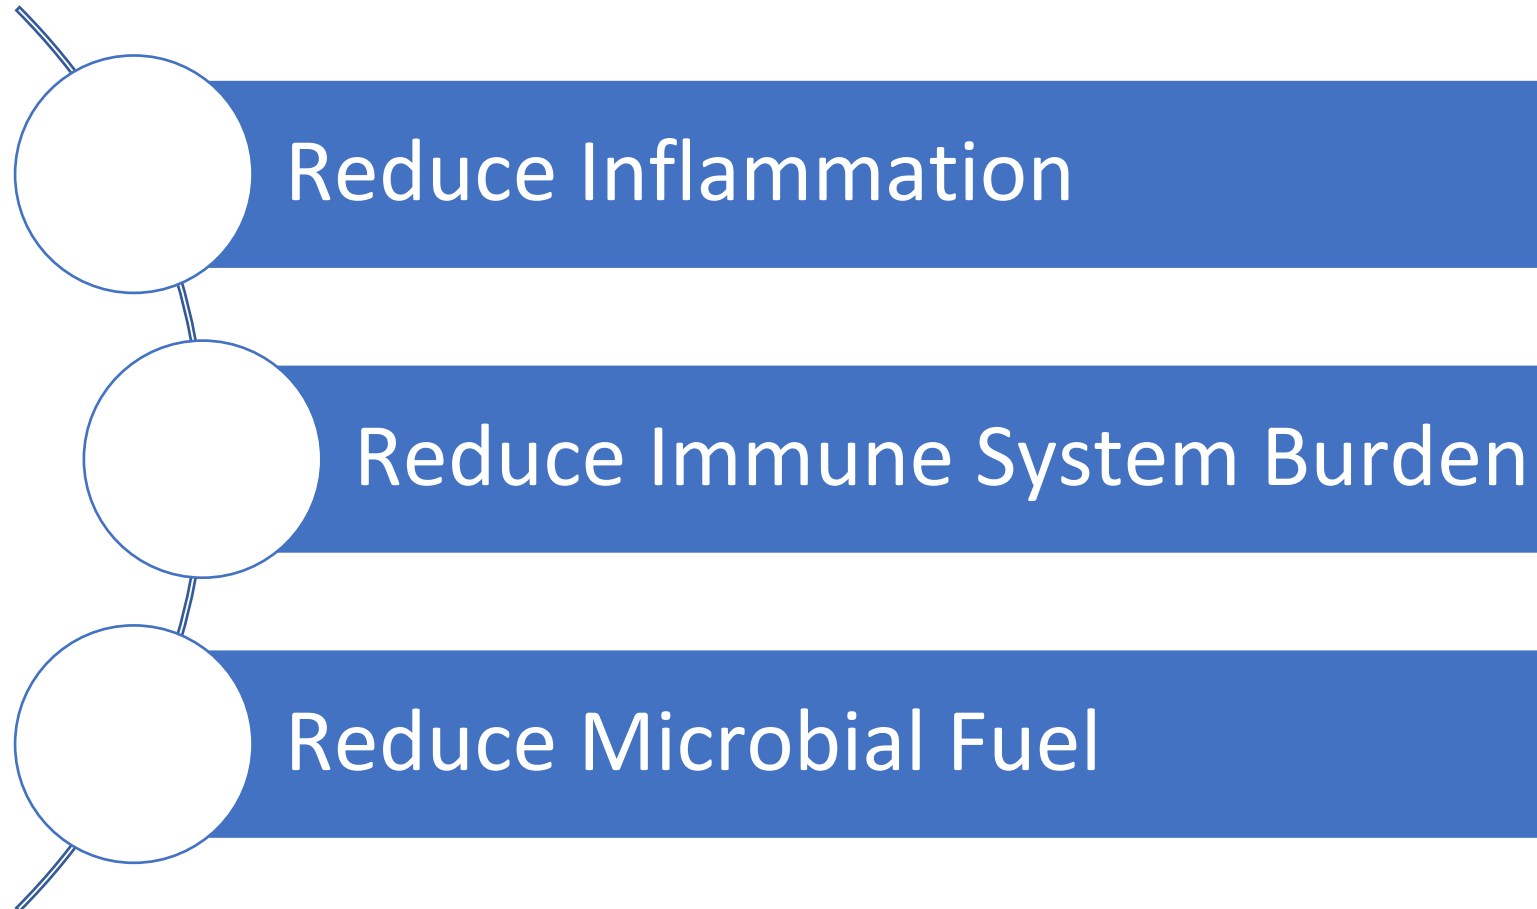 Reduce Inflammation
Reduce Immune System Burden
Reduce Microbial Fuel